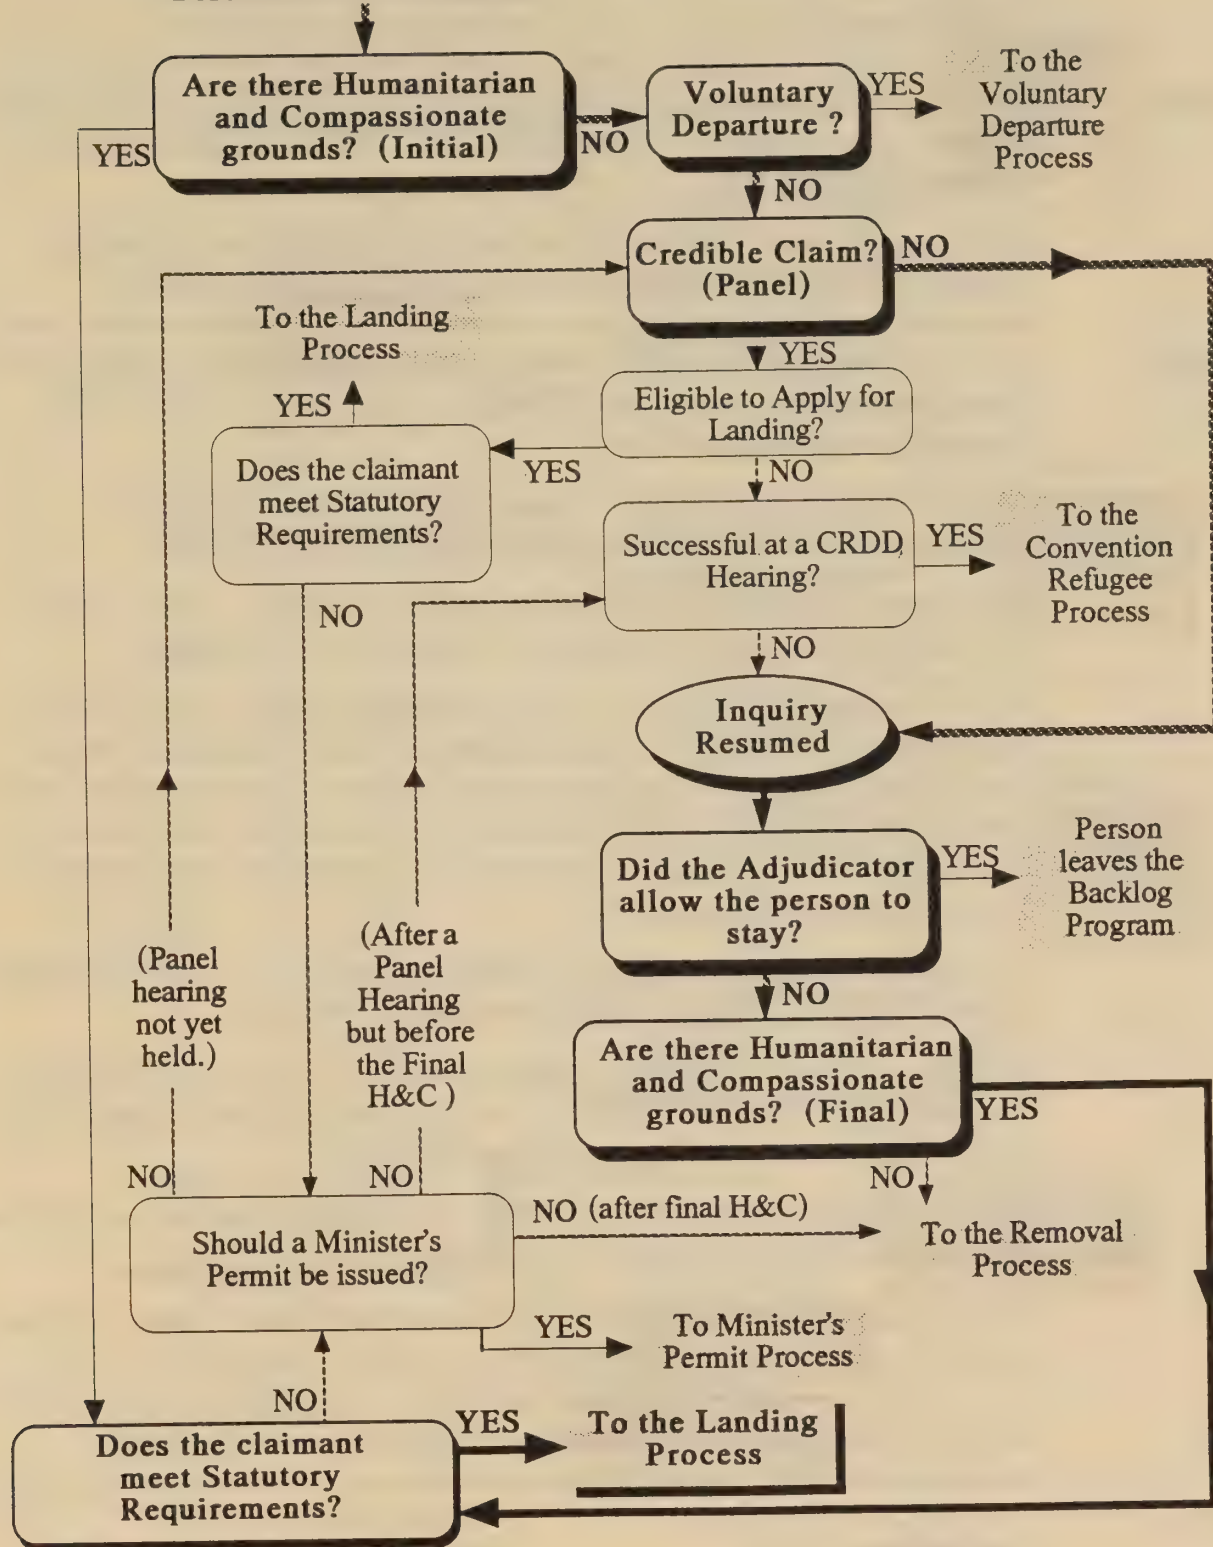 Are there Humanitarian
and Compassionate
grounds? (Initial)
YES
NO
Voluntary
Departure ?
YES
To the
Voluntary
Departure
Process
NO
Credible Claim?
(Panel)
NO
To the Landing
Process
YES
YES
Eligible to Apply for
Landing?
YES
NO
Does the claimant
meet Statutory
Requirements?
NO
Successful at a CRDD
Hearing?
YES
To the
Convention
Refugee
Process
NO
Inquiry
Resumed
Did the Adjudicator
allow the person to
stay?
YES
Person
leaves the
Backlog
Program
NO
(Panel
hearing
not yet
held.)
(After a
Panel
Hearing
but before
the Final
H&C )
Are there Humanitarian
and Compassionate
grounds? (Final)
YES
NO
NO
NO
NO (after final H&C)
To the Removal
Process
Should a Minister's
Permit be issued?
YES
To Minister's
Permit Process
NO
Does the claimant
meet Statutory
Requirements?
YES
To the Landing
Process